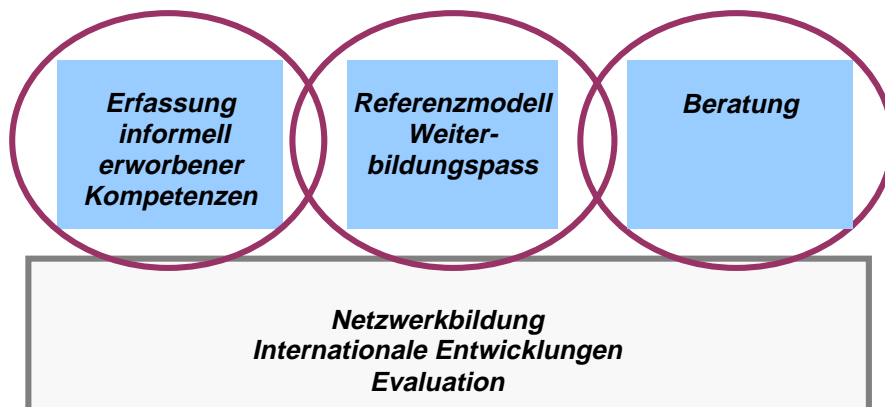 Erfassung
informell
erworbener
Kompetenzen
Referenzmodell
Weiter-
bildungspass
Beratung
Netzwerkbildung
Internationale Entwicklungen
Evaluation